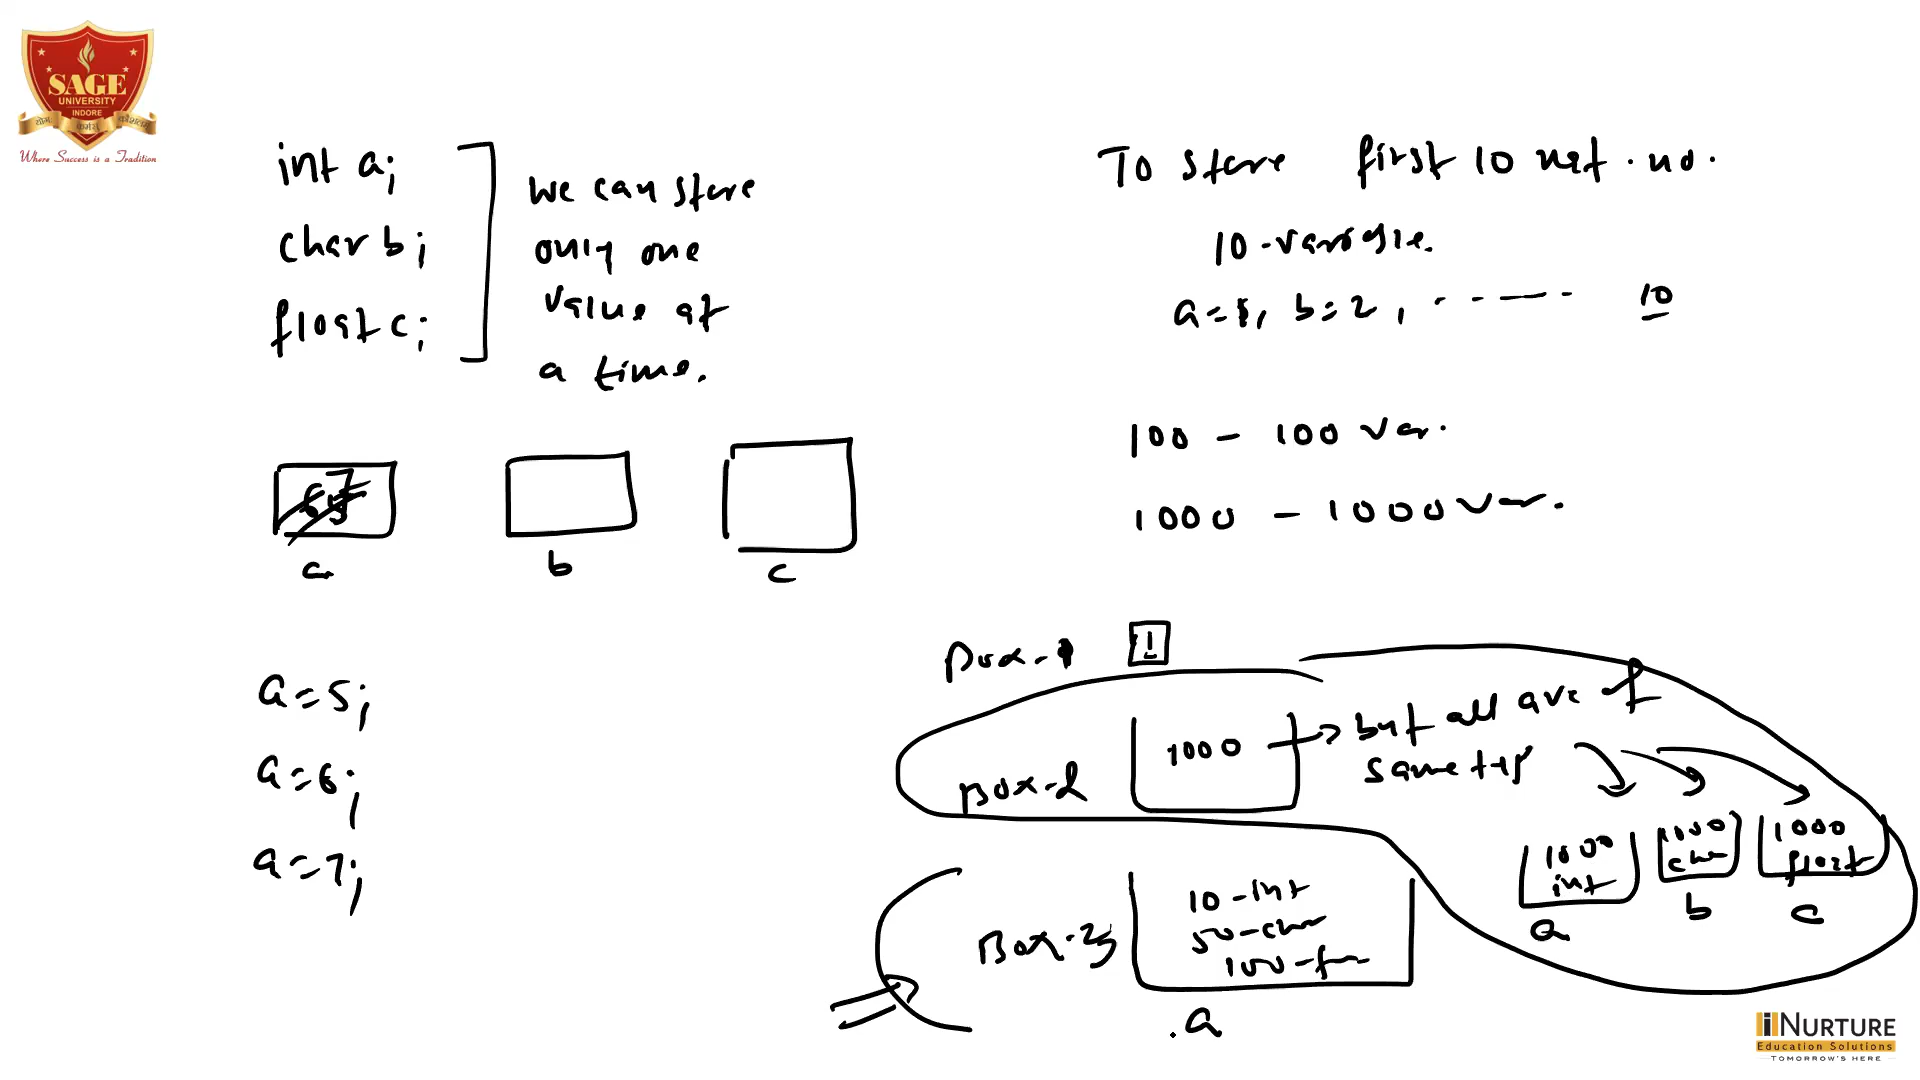 SAGE
UNIVERSITY
INDORE
Where Success is a Tradition
int a;
char b;
float c;
we can store
only one
value at
a time.
a
b
c
a=5;
a=6;
a=7;
To store first 10 nat. no.
10-variable.
a=1, b=2, 10
100 - 100 var.
1000 - 1000 var.
Box-1 1
Box-2 1000 → but all are of
same typ
1000
int
a
1000
char
b
1000
float
c
Box-3
10-int
50-char
100-
.a
NURTURE
Education Solutions
TOMORROW'S HERE